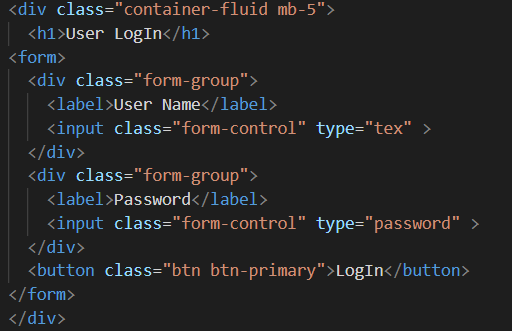 <div class="container-fluid mb-5">
<h1>User LogIn</h1>
<form>
<div class="form-group">
<label>User Name</label>
<input class="form-control" type="tex" >
</div>
<div class="form-group">
<label>Password</label>
<input class="form-control" type="password" >
</div>
<button class="btn btn-primary">LogIn</button>
</form>
</div>